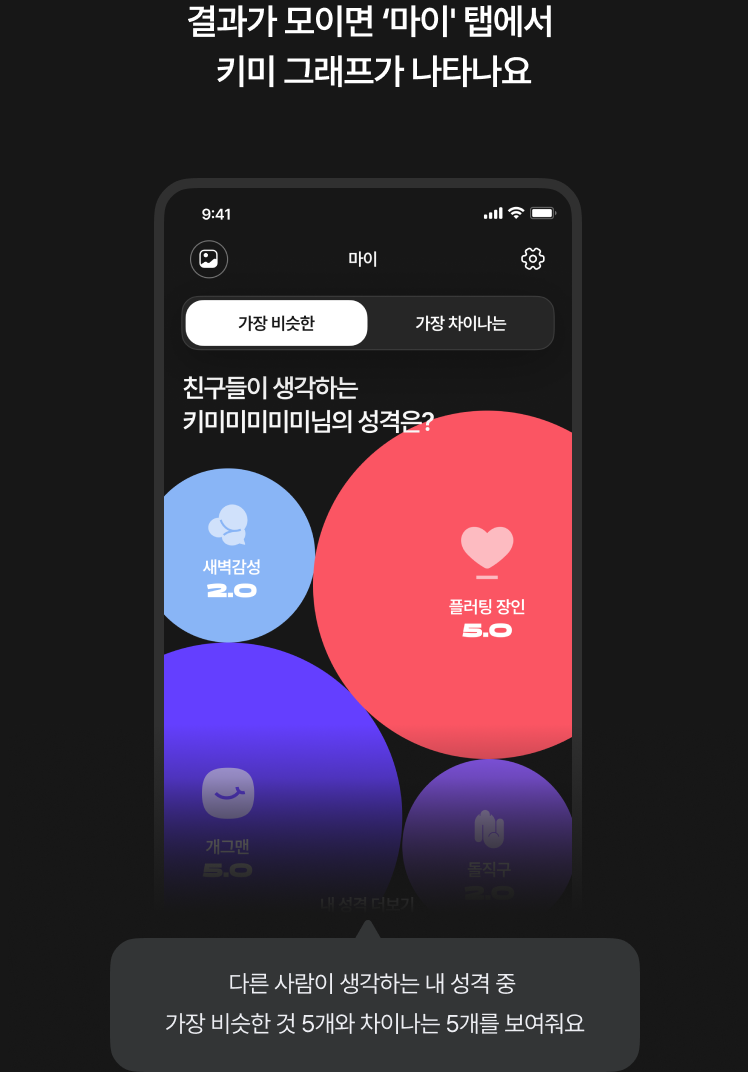 결과가 모이면 ‘마이' 탭에서
키미 그래프가 나타나요
9:41
마이
가장 비슷한
가장 차이나는
친구들이 생각하는
키미미미미미님의 성격은?
새벽감성
2.0
플러팅 장인
5.0
개그맨
5.0
돌직구
2.0
내 성격 더보기
다른 사람이 생각하는 내 성격 중
가장 비슷한 것 5개와 차이나는 5개를 보여줘요